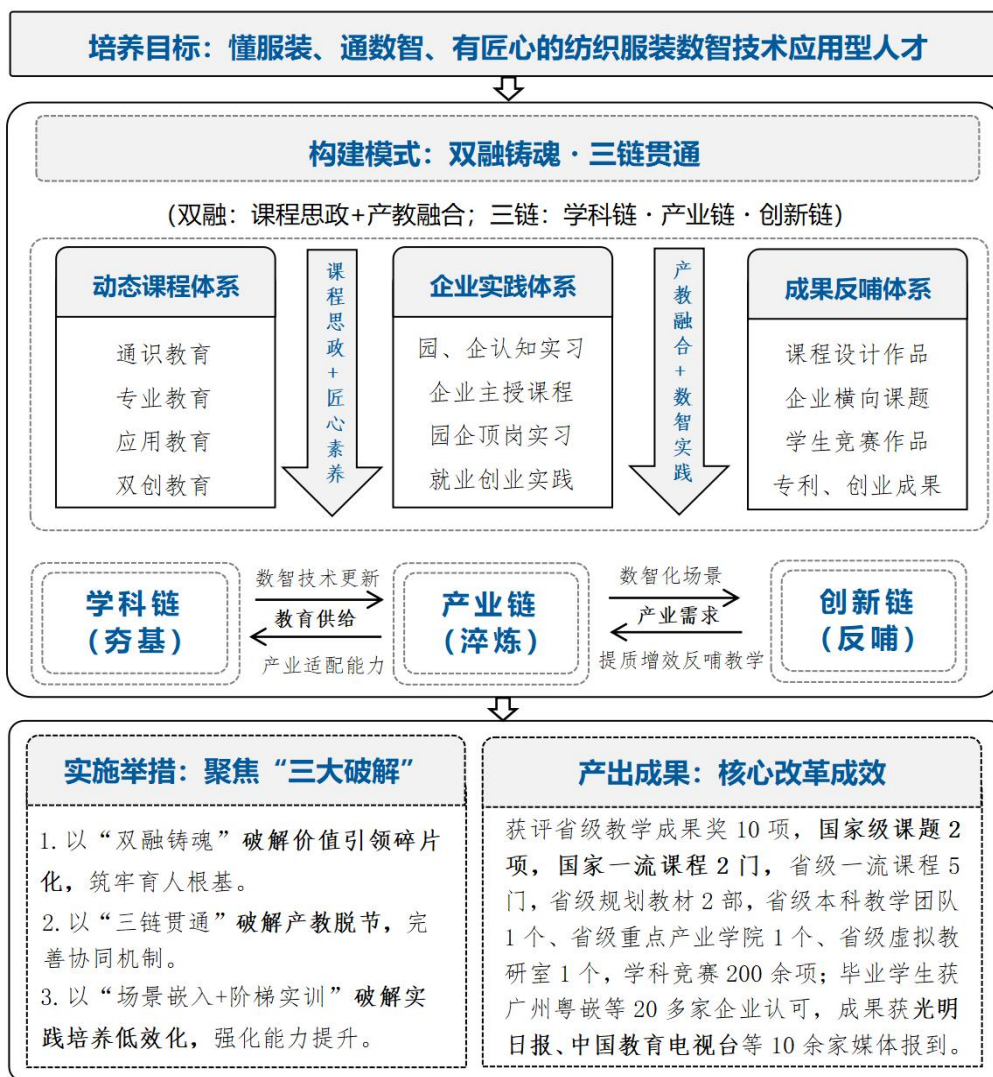 培养目标：懂服装、通数智、有匠心的纺织服装数智技术应用型人才
构建模式：双融铸魂·三链贯通
(双融：课程思政+产教融合；三链：学科链·产业链·创新链)
动态课程体系
通识教育
专业教育
应用教育
双创教育
课程思政+匠心素养
企业实践体系
园、企认知实习
企业主授课程
园企顶岗实习
就业创业实践
产教融合+数智实践
成果反哺体系
课程设计作品
企业横向课题
学生竞赛作品
专利、创业成果
学科链
(夯基)
数智技术更新
教育供给
产业适配能力
产业链
(淬炼)
数智化场景
产业需求
提质增效反哺教学
创新链
(反哺)
实施举措：聚焦“三大破解”
1. 以“双融铸魂”破解价值引领碎片
化，筑牢育人根基。
2. 以“三链贯通”破解产教脱节，完
善协同机制。
3. 以“场景嵌入+阶梯实训”破解实
践培养低效化，强化能力提升。
产出成果：核心改革成效
获评省级教学成果奖 10 项，国家级课题 2
项，国家一流课程 2 门，省级一流课程 5
门，省级规划教材 2 部，省级本科教学团队
1 个、省级重点产业学院 1 个、省级虚拟教
研室 1 个，学科竞赛 200 余项；毕业学生获
广州粤嵌等 20 多家企业认可，成果获光明
日报、中国教育电视台等 10 余家媒体报到。